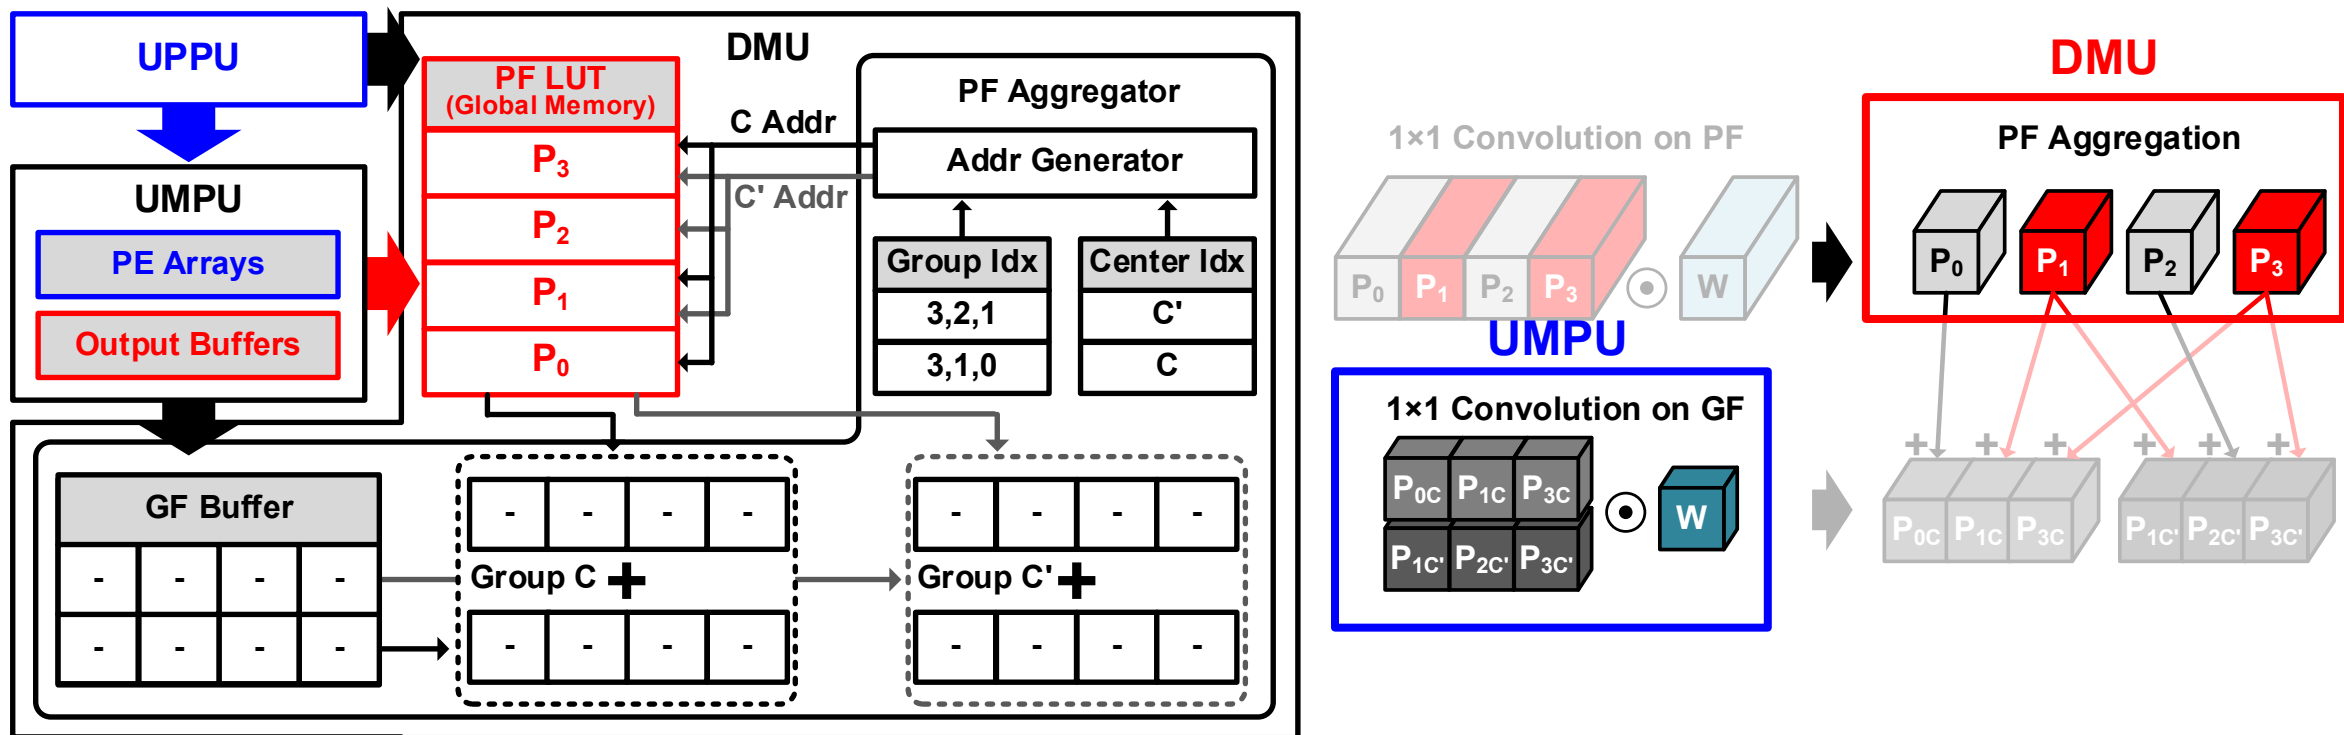 UPPU
UMPU
PE Arrays
Output Buffers
DMU
PF LUT
(Global Memory)
P3
P2
P1
P0
C Addr
C' Addr
PF Aggregator
Addr Generator
Group Idx
3,2,1
3,1,0
Center Idx
C'
C
GF Buffer
- - - -
- - - -
- - - -
Group C +
- - - -
- - - -
Group C' +
- - - -
1×1 Convolution on PF
P0 P1 P2 P3 ⊙ W
UMPU
1×1 Convolution on GF
P0C P1C P3C
P1C' P2C' P3C'
⊙ W
DMU
PF Aggregation
P0 P1 P2 P3
+ + + + + +
P0C P1C P3C P1C' P2C' P3C'